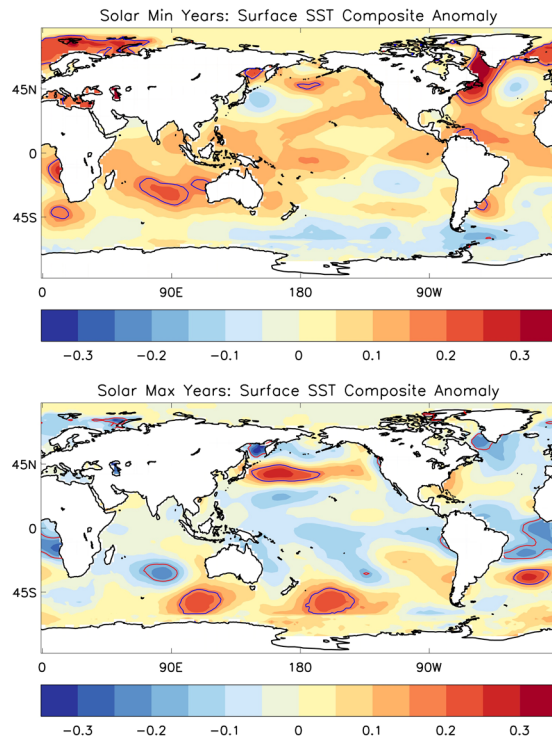 Solar Min Years: Surface SST Composite Anomaly
45N
0
45S
0 90E 180 90W
−0.3 −0.2 −0.1 0 0.1 0.2 0.3
Solar Max Years: Surface SST Composite Anomaly
45N
0
45S
0 90E 180 90W
−0.3 −0.2 −0.1 0 0.1 0.2 0.3